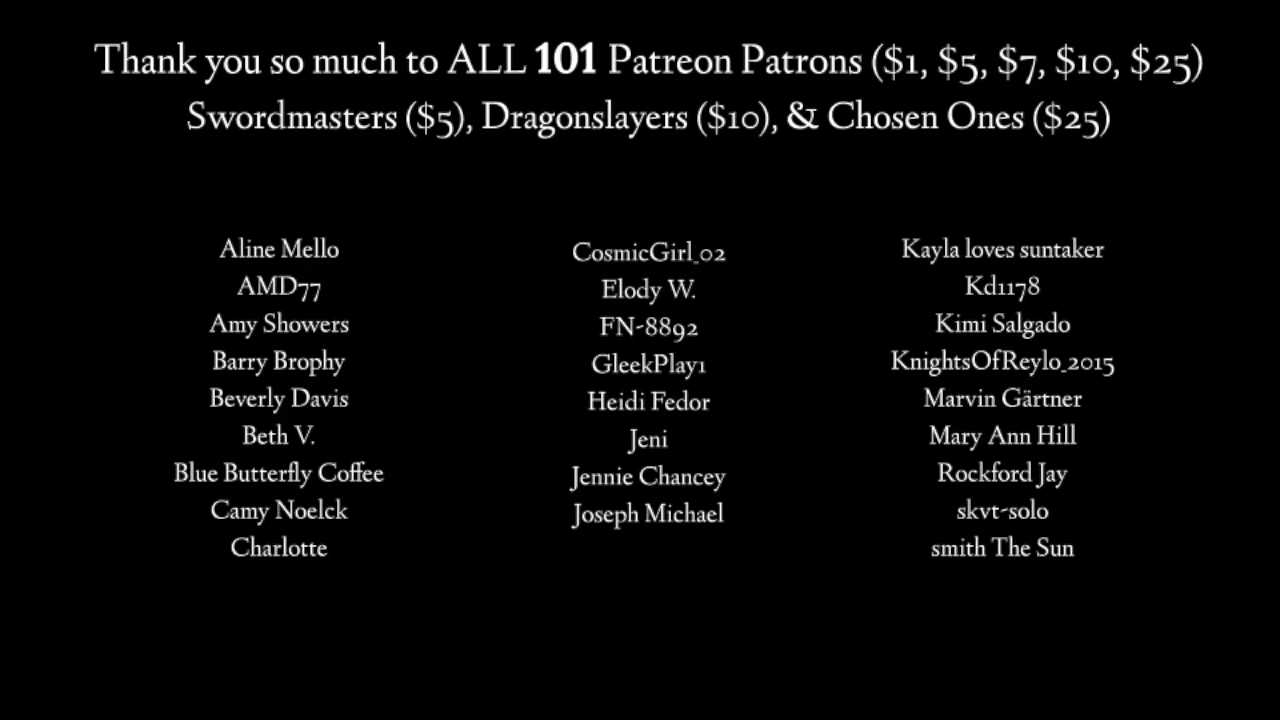 Thank you so much to ALL 101 Patreon Patrons ($1, $5, $7, $10, $25)
Swordmasters ($5), Dragonslayers ($10), & Chosen Ones ($25)
Aline Mello
AMD77
Amy Showers
Barry Brophy
Beverly Davis
Beth V.
Blue Butterfly Coffee
Camy Noelck
Charlotte
CosmicGirl_02
Elody W.
FN-8892
GleekPlay1
Heidi Fedor
Jeni
Jennie Chancey
Joseph Michael
Kayla loves suntaker
Kd1178
Kimi Salgado
KnightsOfReylo_2015
Marvin Gärtner
Mary Ann Hill
Rockford Jay
skvt-solo
smith The Sun